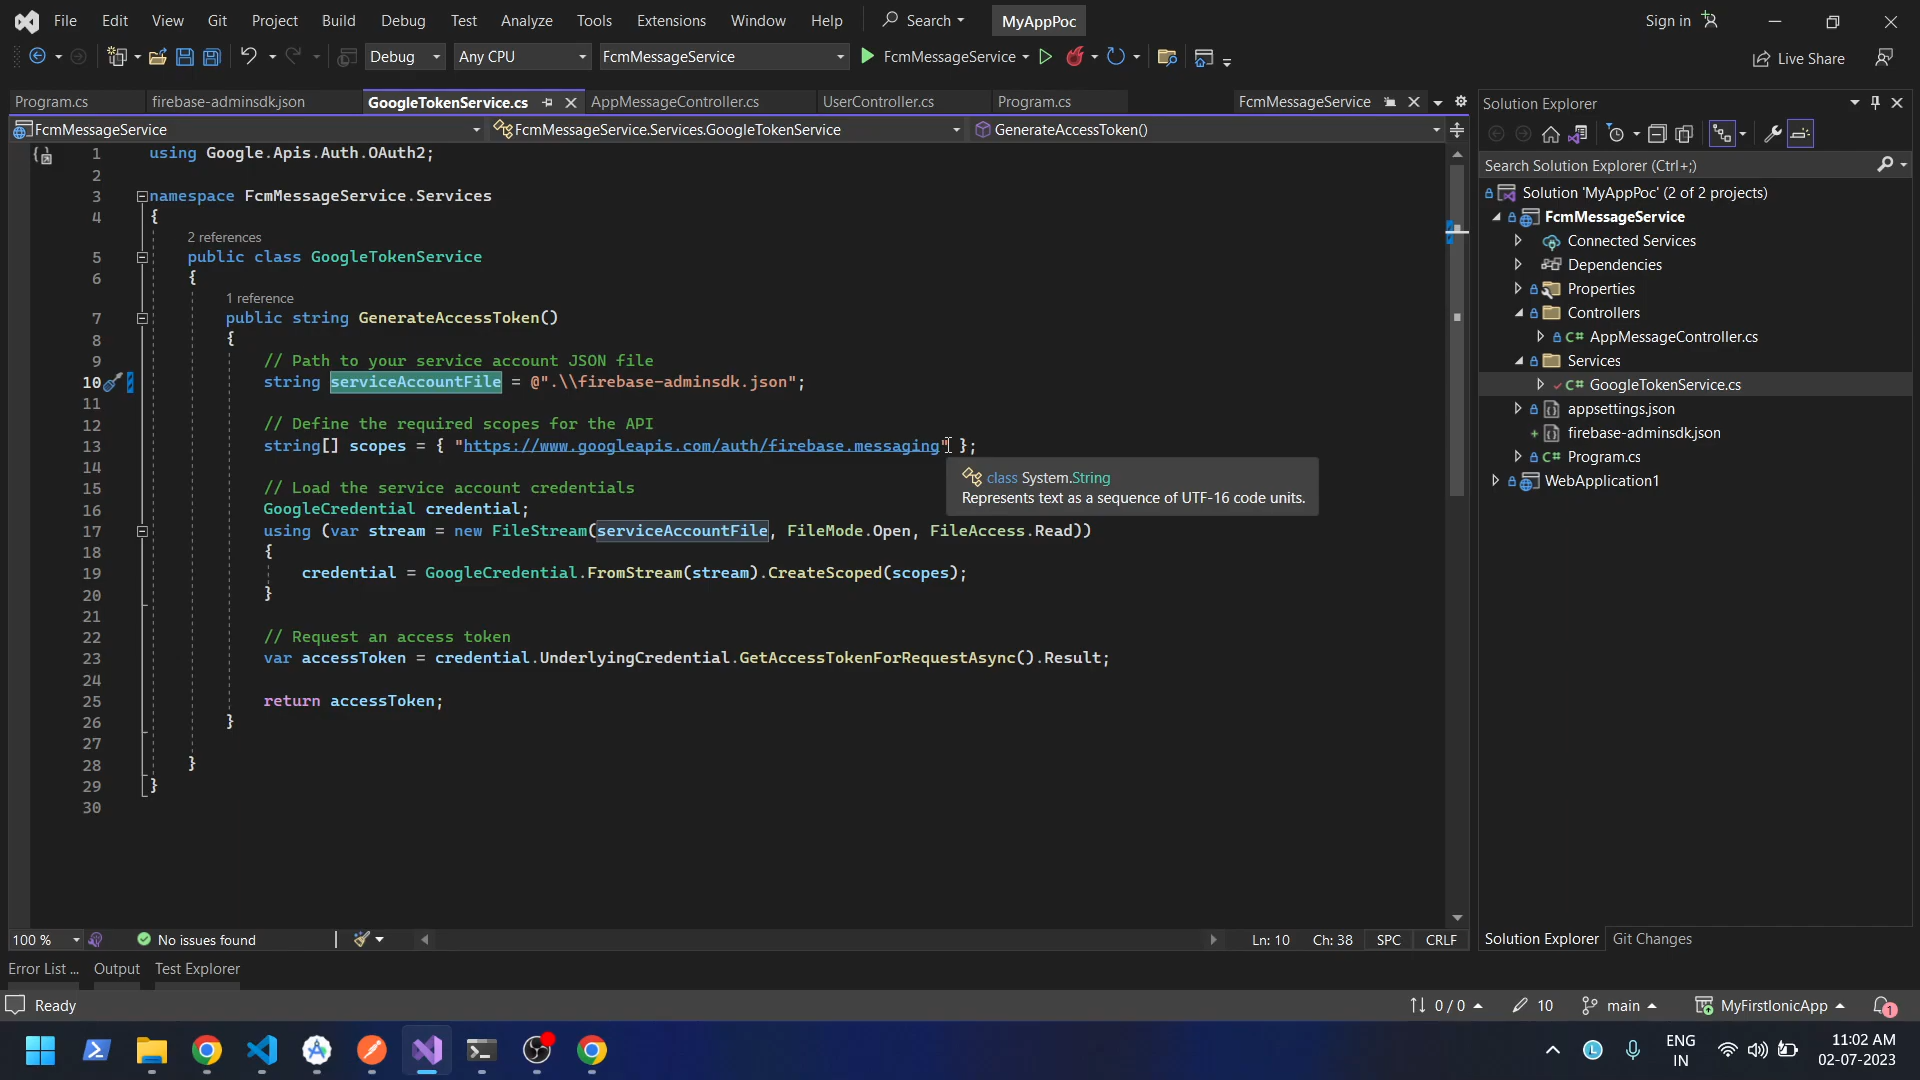 File Edit View Git Project Build Debug Test Analyze Tools Extensions Window Help Search MyAppPoc Sign in
Debug Any CPU FcmMessageService FcmMessageService Live Share
Program.cs firebase-adminsdk.json GoogleTokenService.cs AppMessageController.cs UserController.cs Program.cs FcmMessageService
FcmMessageService FcmMessageService.Services.GoogleTokenService GenerateAccessToken()
1 using Google.Apis.Auth.OAuth2;
2
3 namespace FcmMessageService.Services
4 {
2 references
5 public class GoogleTokenService
6 {
1 reference
7 public string GenerateAccessToken()
8 {
9 // Path to your service account JSON file
10 string serviceAccountFile = @".\\firebase-adminsdk.json";
11
12 // Define the required scopes for the API
13 string[] scopes = { "https://www.googleapis.com/auth/firebase.messaging" };
14
class System.String
Represents text as a sequence of UTF-16 code units.
15 // Load the service account credentials
16 GoogleCredential credential;
17 using (var stream = new FileStream(serviceAccountFile, FileMode.Open, FileAccess.Read))
18 {
19 credential = GoogleCredential.FromStream(stream).CreateScoped(scopes);
20 }
21
22 // Request an access token
23 var accessToken = credential.UnderlyingCredential.GetAccessTokenForRequestAsync().Result;
24
25 return accessToken;
26 }
27
28 }
29 }
30
100 % No issues found Ln: 10 Ch: 38 SPC CRLF
Error List ... Output Test Explorer
Solution Explorer
Search Solution Explorer (Ctrl+;)
Solution 'MyAppPoc' (2 of 2 projects)
FcmMessageService
Connected Services
Dependencies
Properties
Controllers
C# AppMessageController.cs
Services
C# GoogleTokenService.cs
appsettings.json
firebase-adminsdk.json
C# Program.cs
WebApplication1
Solution Explorer Git Changes
Ready 0 / 0 10 main MyFirstIonicApp 1
ENG
IN
11:02 AM
02-07-2023